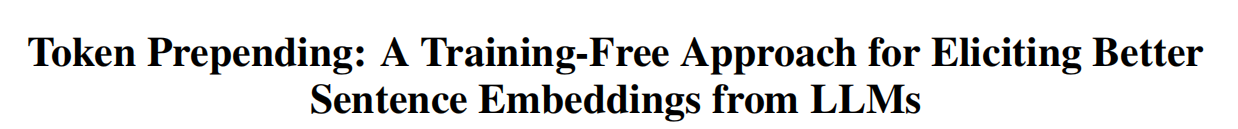 Token Prepending: A Training-Free Approach for Eliciting Better
Sentence Embeddings from LLMs